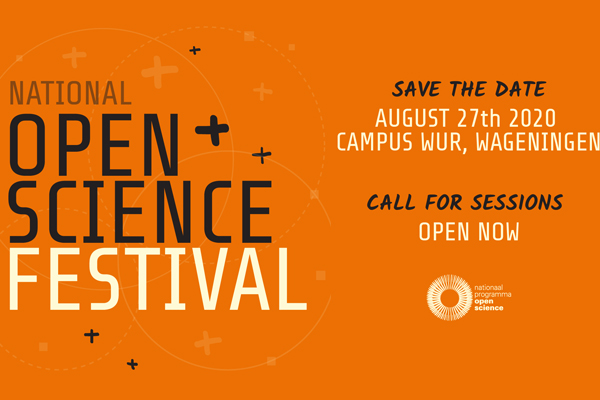 NATIONAL
OPEN
SCIENCE
FESTIVAL
SAVE THE DATE
AUGUST 27th 2020
CAMPUS WUR, WAGENINGEN
CALL FOR SESSIONS
OPEN NOW
nationaal
programma
open
science